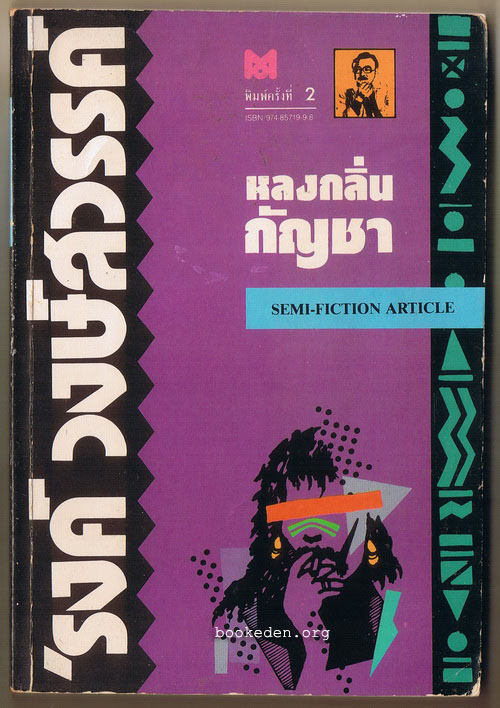 'รงค์ วงษ์สวรรค์
พิมพ์ครั้งที่ 2
ISBN 974-85719-9-8
หลงกลิ่น
กัญชา
SEMI-FICTION ARTICLE
bookeden.org